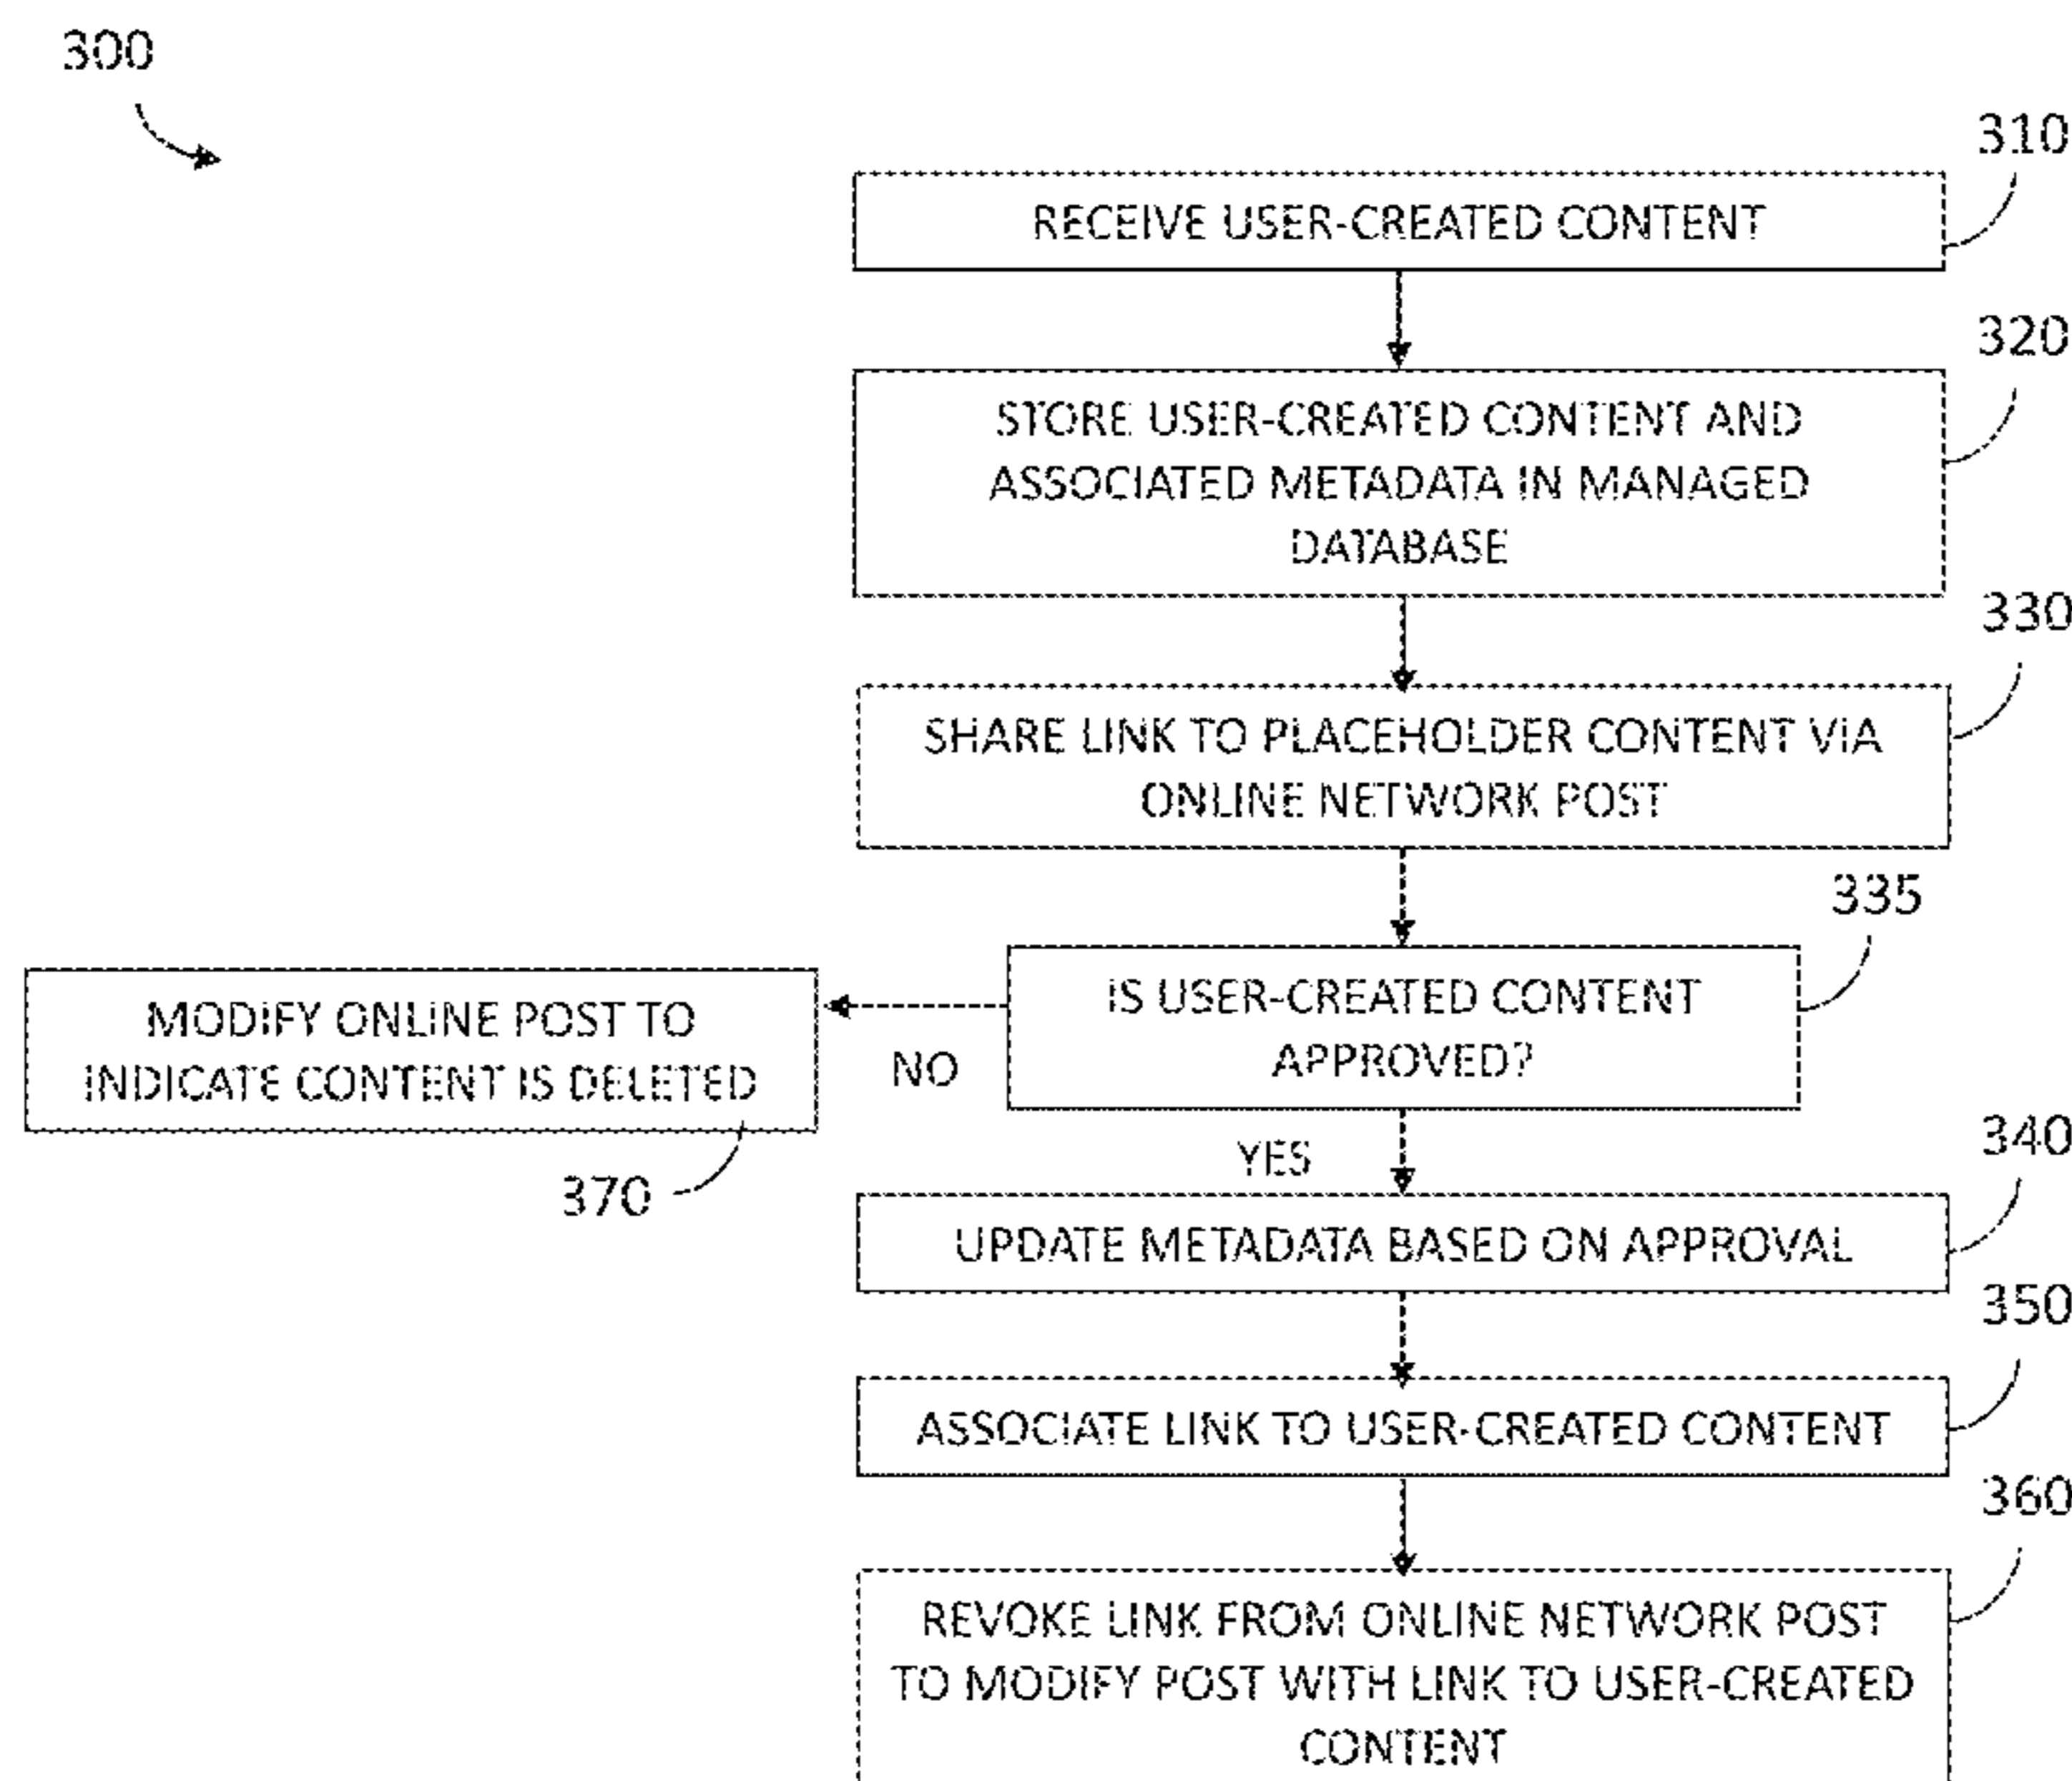 300
310
RECEIVE USER-CREATED CONTENT
320
STORE USER-CREATED CONTENT AND
ASSOCIATED METADATA IN MANAGED
DATABASE
330
SHARE LINK TO PLACEHOLDER CONTENT VIA
ONLINE NETWORK POST
335
IS USER-CREATED CONTENT
APPROVED?
NO
MODIFY ONLINE POST TO
INDICATE CONTENT IS DELETED
370
YES
340
UPDATE METADATA BASED ON APPROVAL
350
ASSOCIATE LINK TO USER-CREATED CONTENT
360
REVOKE LINK FROM ONLINE NETWORK POST
TO MODIFY POST WITH LINK TO USER-CREATED
CONTENT